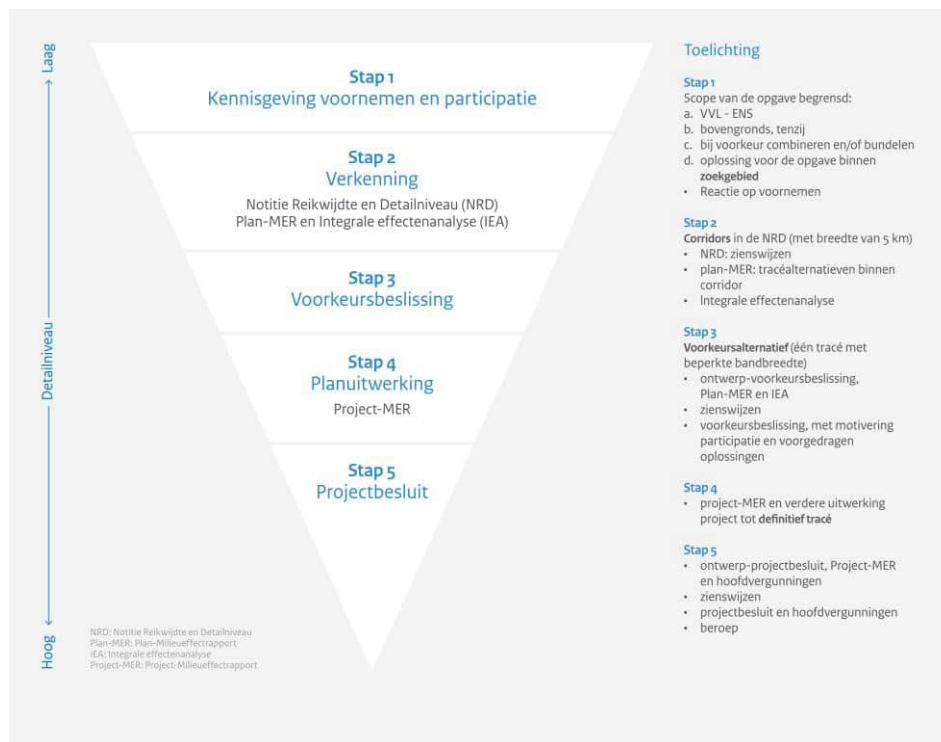 Laag
Detailniveau
Hoog
Stap 1
Kennisgeving voornemen en participatie
Stap 2
Verkenning
Notitie Reikwijdte en Detailniveau (NRD)
Plan-MER en Integrale effectenanalyse (IEA)
Stap 3
Voorkeursbeslissing
Stap 4
Planuitwerking
Project-MER
Stap 5
Projectbesluit
NRD: Notitie Reikwijdte en Detailniveau
Plan-MER: Plan-Milieueffectrapport
IEA: Integrale effectenanalyse
Project-MER: Project-Milieueffectrapport
Toelichting
Stap 1
Scope van de opgave begrensd:
a. VVL - ENS
b. bovengronds, tenzij
c. bij voorkeur combineren en/of bundelen
d. oplossing voor de opgave binnen
zoekgebied
• Reactie op voornemen
Stap 2
Corridors in de NRD (met breedte van 5 km)
• NRD: zienswijzen
• plan-MER: tracéalternatieven binnen
corridor
• Integrale effectenanalyse
Stap 3
Voorkeursalternatief (één tracé met
beperkte bandbreedte)
• ontwerp-voorkeursbeslissing,
Plan-MER en IEA
• zienswijzen
• voorkeursbeslissing, met motivering
participatie en voorgedragen
oplossingen
Stap 4
• project-MER en verdere uitwerking
project tot definitief tracé
Stap 5
• ontwerp-projectbesluit, Project-MER
en hoofdvergunningen
• zienswijzen
• projectbesluit en hoofdvergunningen
• beroep